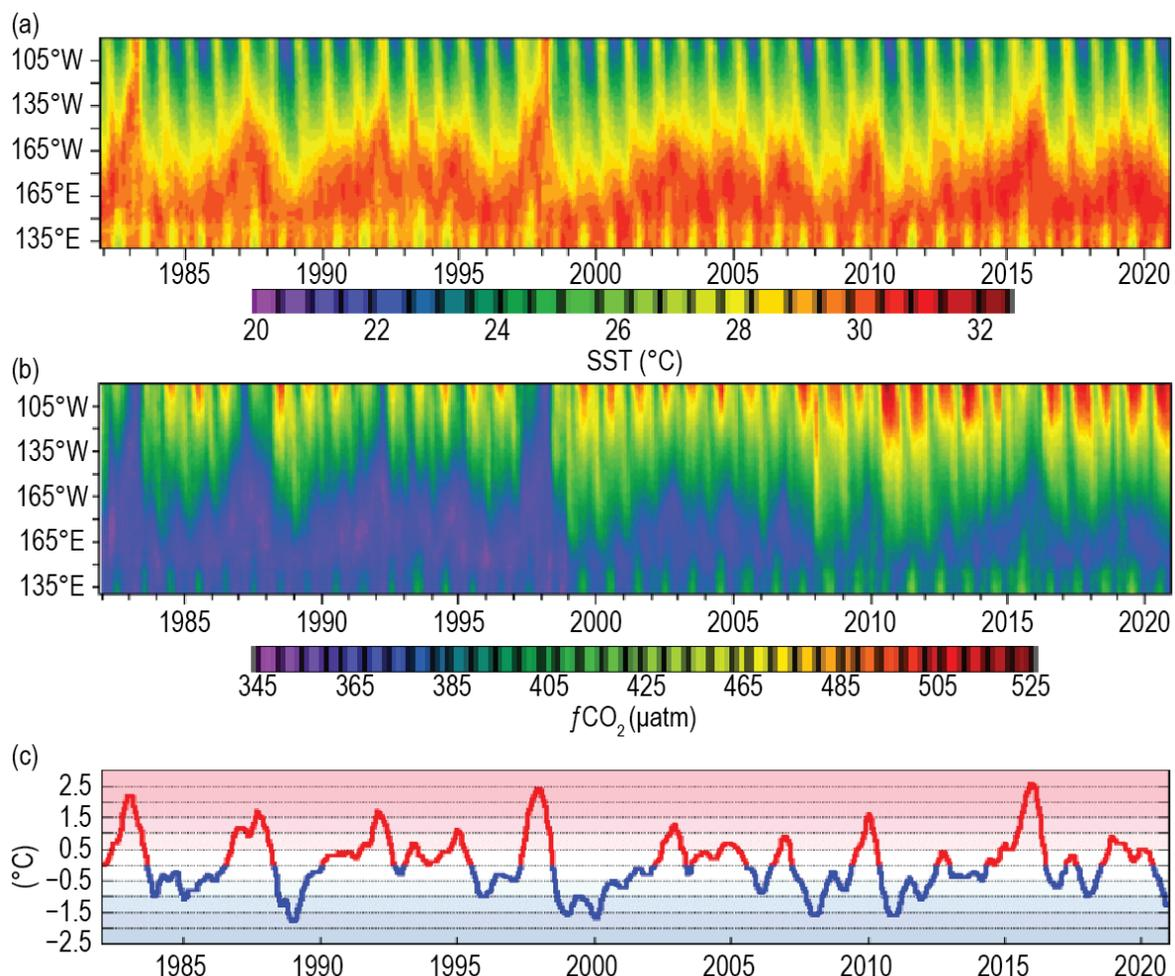 (a)
105°W
135°W
165°W
165°E
135°E
1985 1990 1995 2000 2005 2010 2015 2020
20 22 24 26 28 30 32
SST (°C)
(b)
105°W
135°W
165°W
165°E
135°E
1985 1990 1995 2000 2005 2010 2015 2020
345 365 385 405 425 465 485 505 525
ƒCO₂ (µatm)
(c)
2.5
1.5
0.5
−0.5
−1.5
−2.5
(°C)
1985 1990 1995 2000 2005 2010 2015 2020